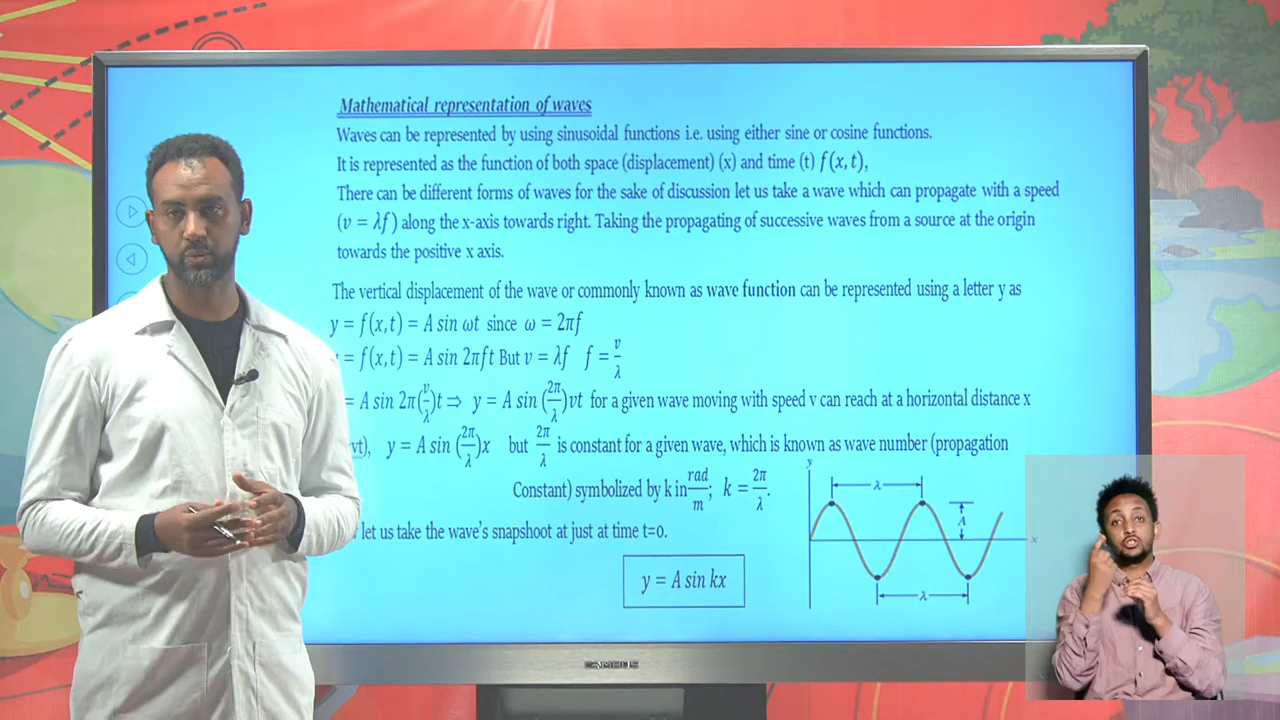 Mathematical representation of waves
Waves can be represented by using sinusoidal functions i.e. using either sine or cosine functions.
It is represented as the function of both space (displacement) (x) and time (t) f(x, t),
There can be different forms of waves for the sake of discussion let us take a wave which can propagate with a speed
(v = λf) along the x-axis towards right. Taking the propagating of successive waves from a source at the origin
towards the positive x axis.
The vertical displacement of the wave or commonly known as wave function can be represented using a letter y as
y = f(x, t) = A sin ωt since ω = 2πf
= f(x, t) = A sin 2πft But v = λf f = v/λ
= A sin 2π(v/λ)t ⇒ y = A sin (2π/λ)vt for a given wave moving with speed v can reach at a horizontal distance x
vt), y = A sin (2π/λ)x but 2π/λ is constant for a given wave, which is known as wave number (propagation
Constant) symbolized by k in rad/m; k = 2π/λ.
let us take the wave's snapshoot at just at time t=0.
y = A sin kx
y
λ
A
x
λ
CAMBUS